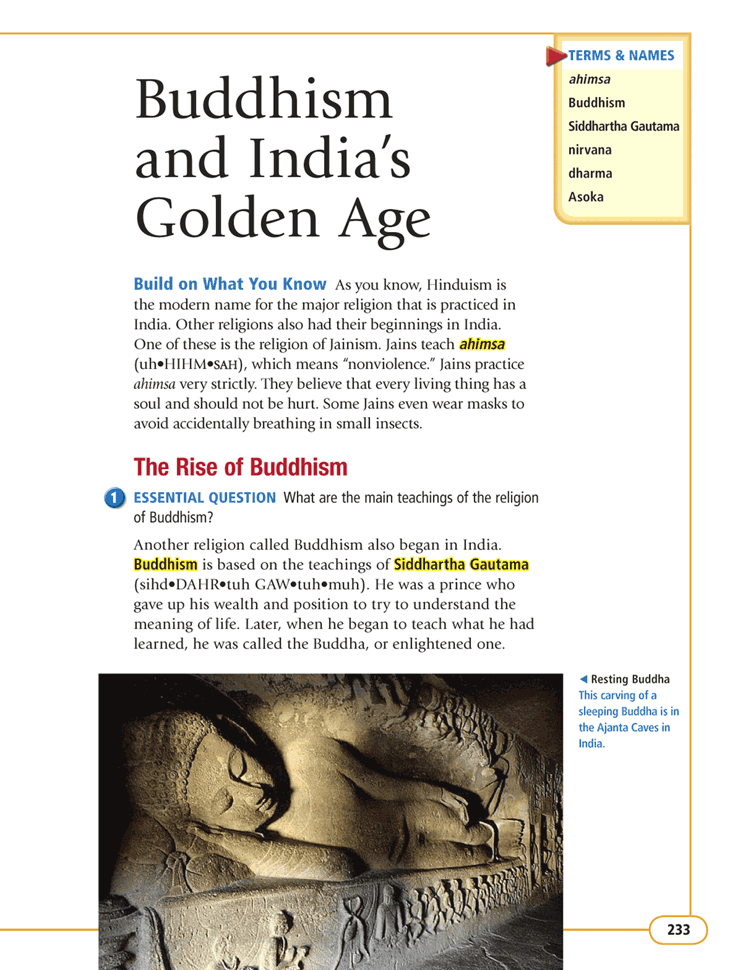 TERMS & NAMES
ahimsa
Buddhism
Siddhartha Gautama
nirvana
dharma
Asoka
Buddhism
and India's
Golden Age
Build on What You Know As you know, Hinduism is
the modern name for the major religion that is practiced in
India. Other religions also had their beginnings in India.
One of these is the religion of Jainism. Jains teach ahimsa
(uh•HIHM•SAH), which means “nonviolence.” Jains practice
ahimsa very strictly. They believe that every living thing has a
soul and should not be hurt. Some Jains even wear masks to
avoid accidentally breathing in small insects.
The Rise of Buddhism
1 ESSENTIAL QUESTION What are the main teachings of the religion
of Buddhism?
Another religion called Buddhism also began in India.
Buddhism is based on the teachings of Siddhartha Gautama
(sihd•DAHR•tuh GAW•tuh•muh). He was a prince who
gave up his wealth and position to try to understand the
meaning of life. Later, when he began to teach what he had
learned, he was called the Buddha, or enlightened one.
◀ Resting Buddha
This carving of a
sleeping Buddha is in
the Ajanta Caves in
India.
233